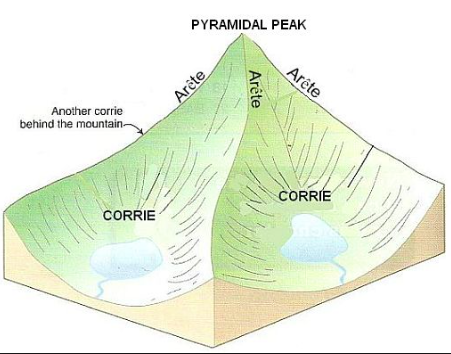 PYRAMIDAL PEAK
Arête
Arête
Arête
Another corrie
behind the mountain
CORRIE
CORRIE